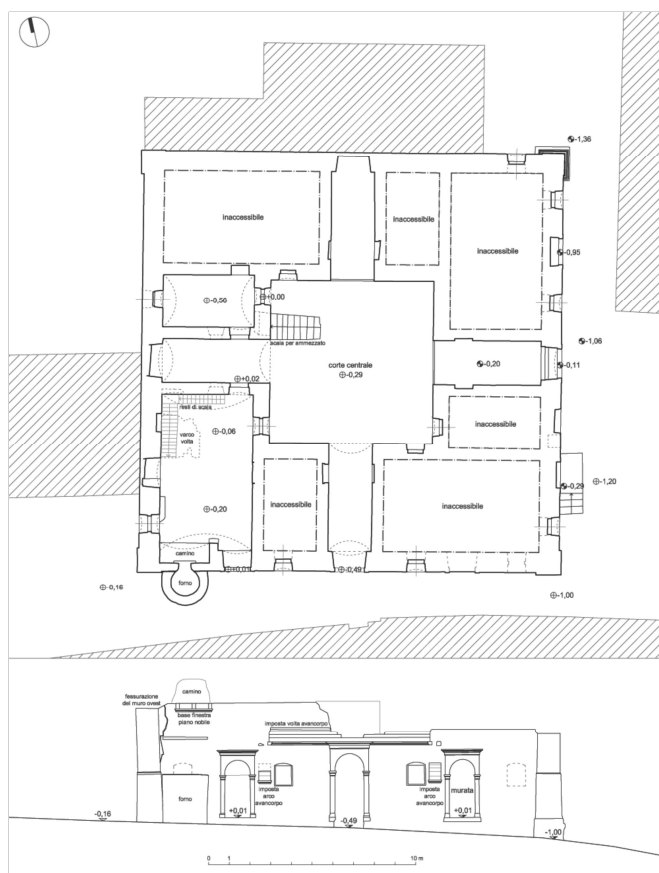 -1,36
inaccessibile
inaccessibile
inaccessibile
-0,95
-0,56
+0,00
scala per ammezzato
-1,06
corte centrale
-0,29
-0,20
-0,11
+0,02
resti di scala
-0,06
varco
volta
inaccessibile
inaccessibile
inaccessibile
-0,29
-1,20
-0,20
camino
+0,01
-0,49
forno
-0,16
-1,00
camino
fessurazione
del muro ovest
base finestra
piano nobile
imposta volta avancorpo
forno
imposta
arco
avancorpo
imposta
arco
avancorpo
murata
-0,16
+0,01
-0,49
+0,01
-1,00
0 1 10 m